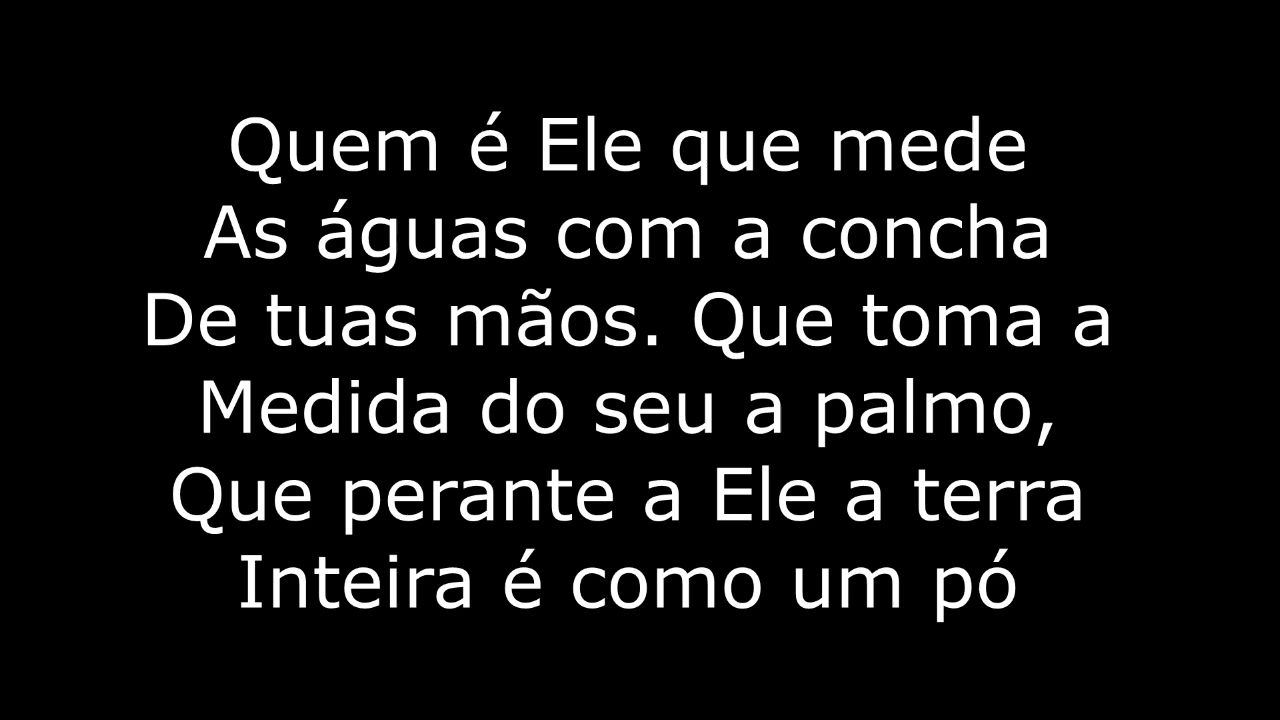 Quem é Ele que mede
As águas com a concha
De tuas mãos. Que toma a
Medida do seu a palmo,
Que perante a Ele a terra
Inteira é como um pó